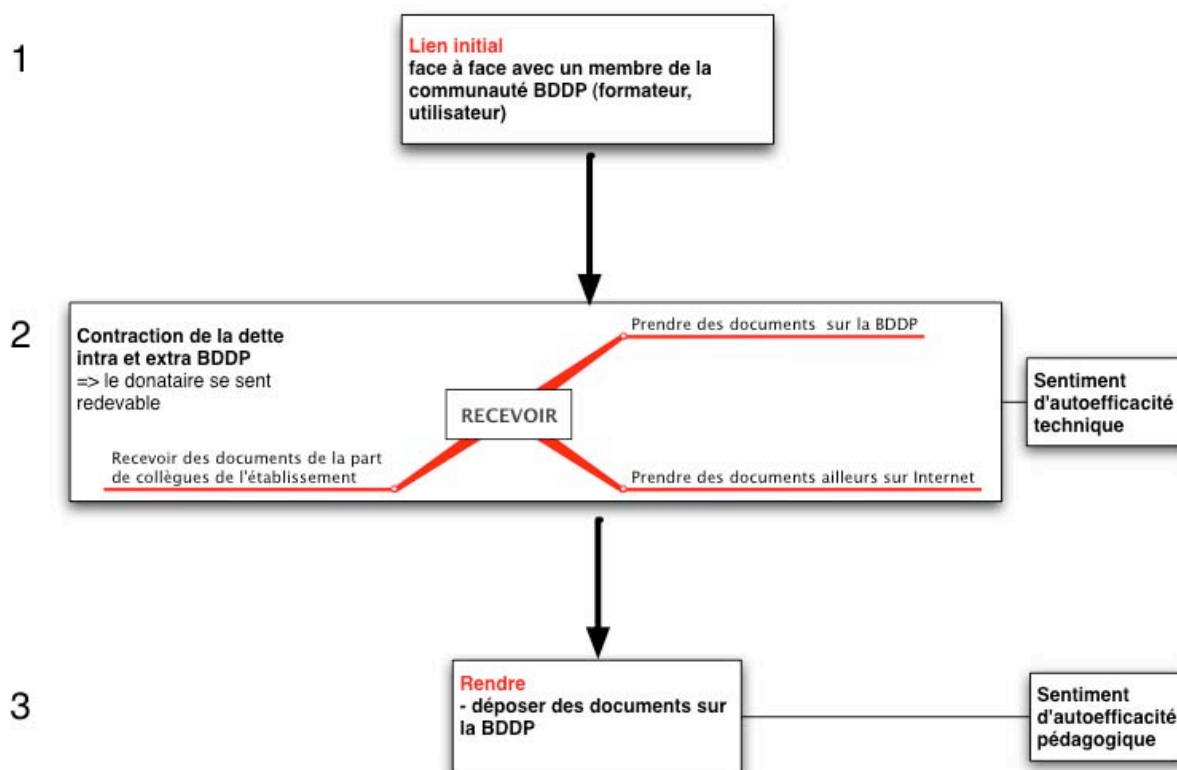 1
Lien initial
face à face avec un membre de la
communauté BDDP (formateur,
utilisateur)
2
Contraction de la dette
intra et extra BDDP
=> le donataire se sent
redevable
Prendre des documents sur la BDDP
RECEVOIR
Recevoir des documents de la part
de collègues de l'établissement
Prendre des documents ailleurs sur Internet
Sentiment
d'autoefficacité
technique
3
Rendre
- déposer des documents sur
la BDDP
Sentiment
d'autoefficacité
pédagogique